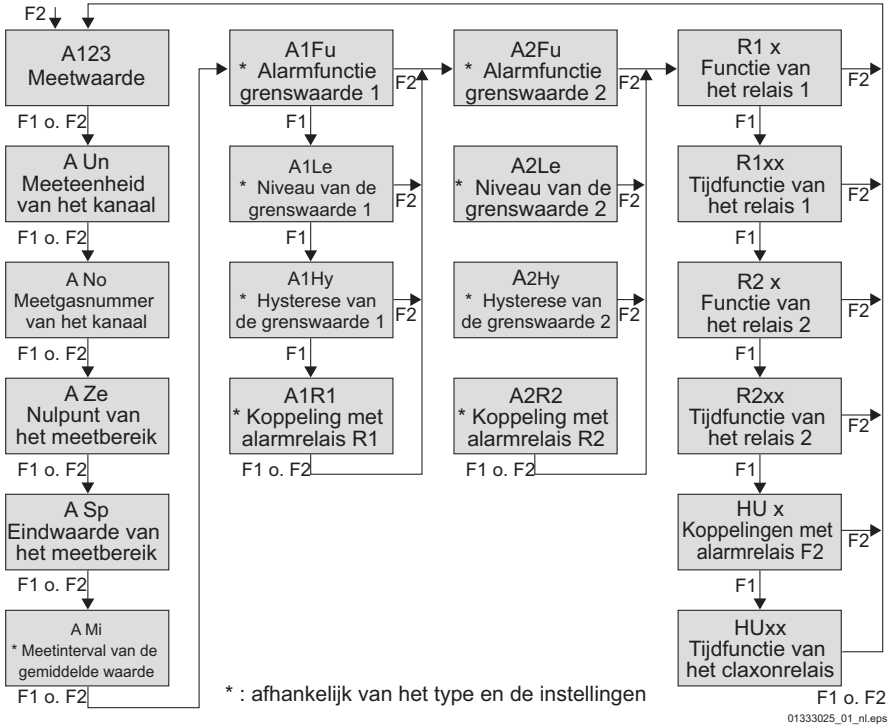 F2
A123
Meetwaarde
F1 o. F2
A Un
Meeteenheid
van het kanaal
F1 o. F2
A No
Meetgasnummer
van het kanaal
F1 o. F2
A Ze
Nulpunt van
het meetbereik
F1 o. F2
A Sp
Eindwaarde van
het meetbereik
F1 o. F2
A Mi
* Meetinterval van de
gemiddelde waarde
F1 o. F2
A1Fu
* Alarmfunctie
grenswaarde 1
F2
F1
A1Le
* Niveau van de
grenswaarde 1
F2
F1
A1Hy
* Hysterese van
de grenswaarde 1
F2
F1
A1R1
* Koppeling met
alarmrelais R1
F1 o. F2
A2Fu
* Alarmfunctie
grenswaarde 2
F2
A2Le
* Niveau van de
grenswaarde 2
F2
A2Hy
* Hysterese van
de grenswaarde 2
F2
A2R2
* Koppeling met
alarmrelais R2
F1 o. F2
R1 x
Functie van
het relais 1
F2
F1
R1xx
Tijdfunctie van
het relais 1
F2
F1
R2 x
Functie van
het relais 2
F2
F1
R2xx
Tijdfunctie van
het relais 2
F2
F1
HU x
Koppelingen met
alarmrelais F2
F2
F1
HUxx
Tijdfunctie van
het claxonrelais
F1 o. F2
* : afhankelijk van het type en de instellingen
01333025_01_nl.eps